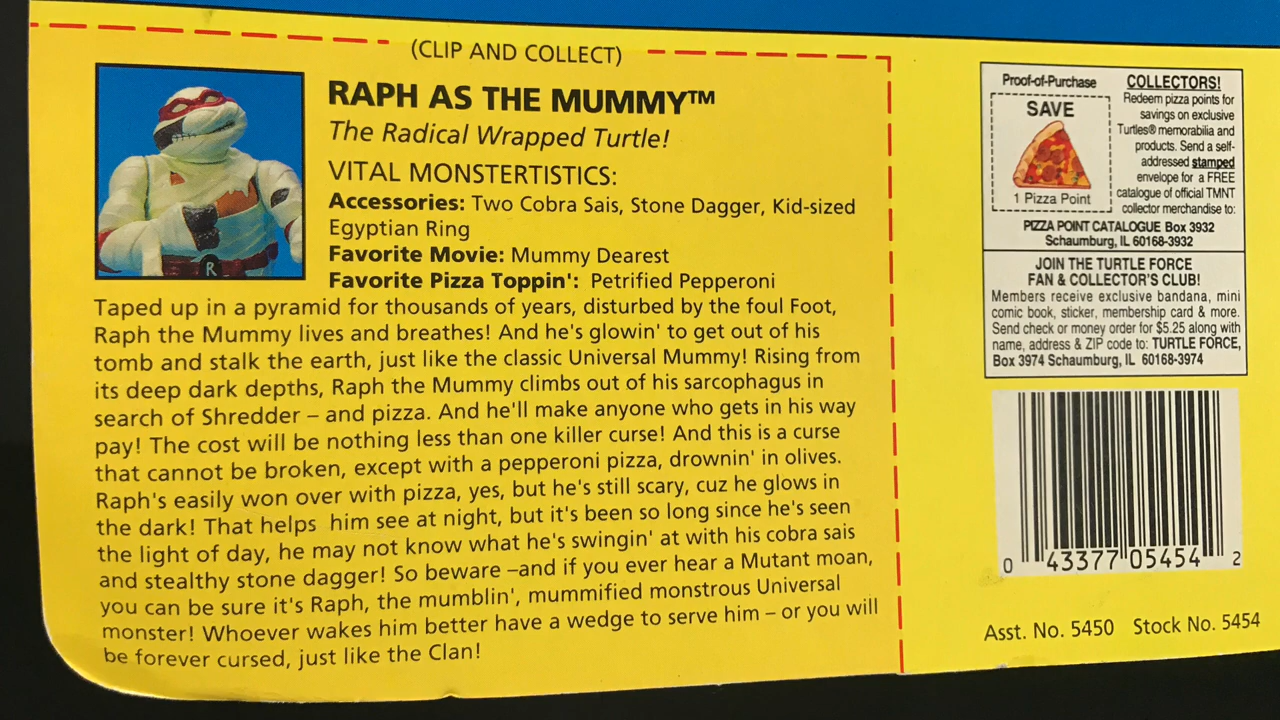 (CLIP AND COLLECT)
RAPH AS THE MUMMY™
The Radical Wrapped Turtle!
VITAL MONSTERTISTICS:
Accessories: Two Cobra Sais, Stone Dagger, Kid-sized
Egyptian Ring
Favorite Movie: Mummy Dearest
Favorite Pizza Toppin': Petrified Pepperoni
R
Taped up in a pyramid for thousands of years, disturbed by the foul Foot,
Raph the Mummy lives and breathes! And he's glowin' to get out of his
tomb and stalk the earth, just like the classic Universal Mummy! Rising from
its deep dark depths, Raph the Mummy climbs out of his sarcophagus in
search of Shredder – and pizza. And he'll make anyone who gets in his way
pay! The cost will be nothing less than one killer curse! And this is a curse
that cannot be broken, except with a pepperoni pizza, drownin' in olives.
Raph's easily won over with pizza, yes, but he's still scary, cuz he glows in
the dark! That helps him see at night, but it's been so long since he's seen
the light of day, he may not know what he's swingin' at with his cobra sais
and stealthy stone dagger! So beware –and if you ever hear a Mutant moan,
you can be sure it's Raph, the mumblin', mummified monstrous Universal
monster! Whoever wakes him better have a wedge to serve him – or you will
be forever cursed, just like the Clan!
Proof-of-Purchase
SAVE
1 Pizza Point
COLLECTORS!
Redeem pizza points for
savings on exclusive
Turtles® memorabilia and
products. Send a self-
addressed stamped
envelope for a FREE
catalogue of official TMNT
collector merchandise to:
PIZZA POINT CATALOGUE Box 3932
Schaumburg, IL 60168-3932
JOIN THE TURTLE FORCE
FAN & COLLECTOR'S CLUB!
Members receive exclusive bandana, mini
comic book, sticker, membership card & more.
Send check or money order for $5.25 along with
name, address & ZIP code to: TURTLE FORCE,
Box 3974 Schaumburg, IL 60168-3974
0 43377 05454 2
Asst. No. 5450 Stock No. 5454